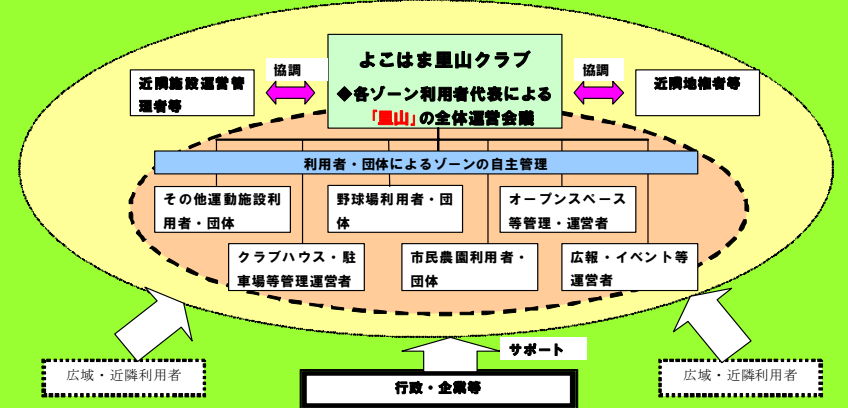 よこはま里山クラブ
◆各ゾーン利用者代表による
「里山」の全体運営会議
協調
協調
近隣施設運営管
理者等
近隣地権者等
利用者・団体によるゾーンの自主管理
その他運動施設利
用者・団体
野球場利用者・団
体
オープンスペース
等管理・運営者
クラブハウス・駐
車場等管理運営者
市民農園利用者・
団体
広報・イベント等
運営者
サポート
広域・近隣利用者
行政・企業等
広域・近隣利用者